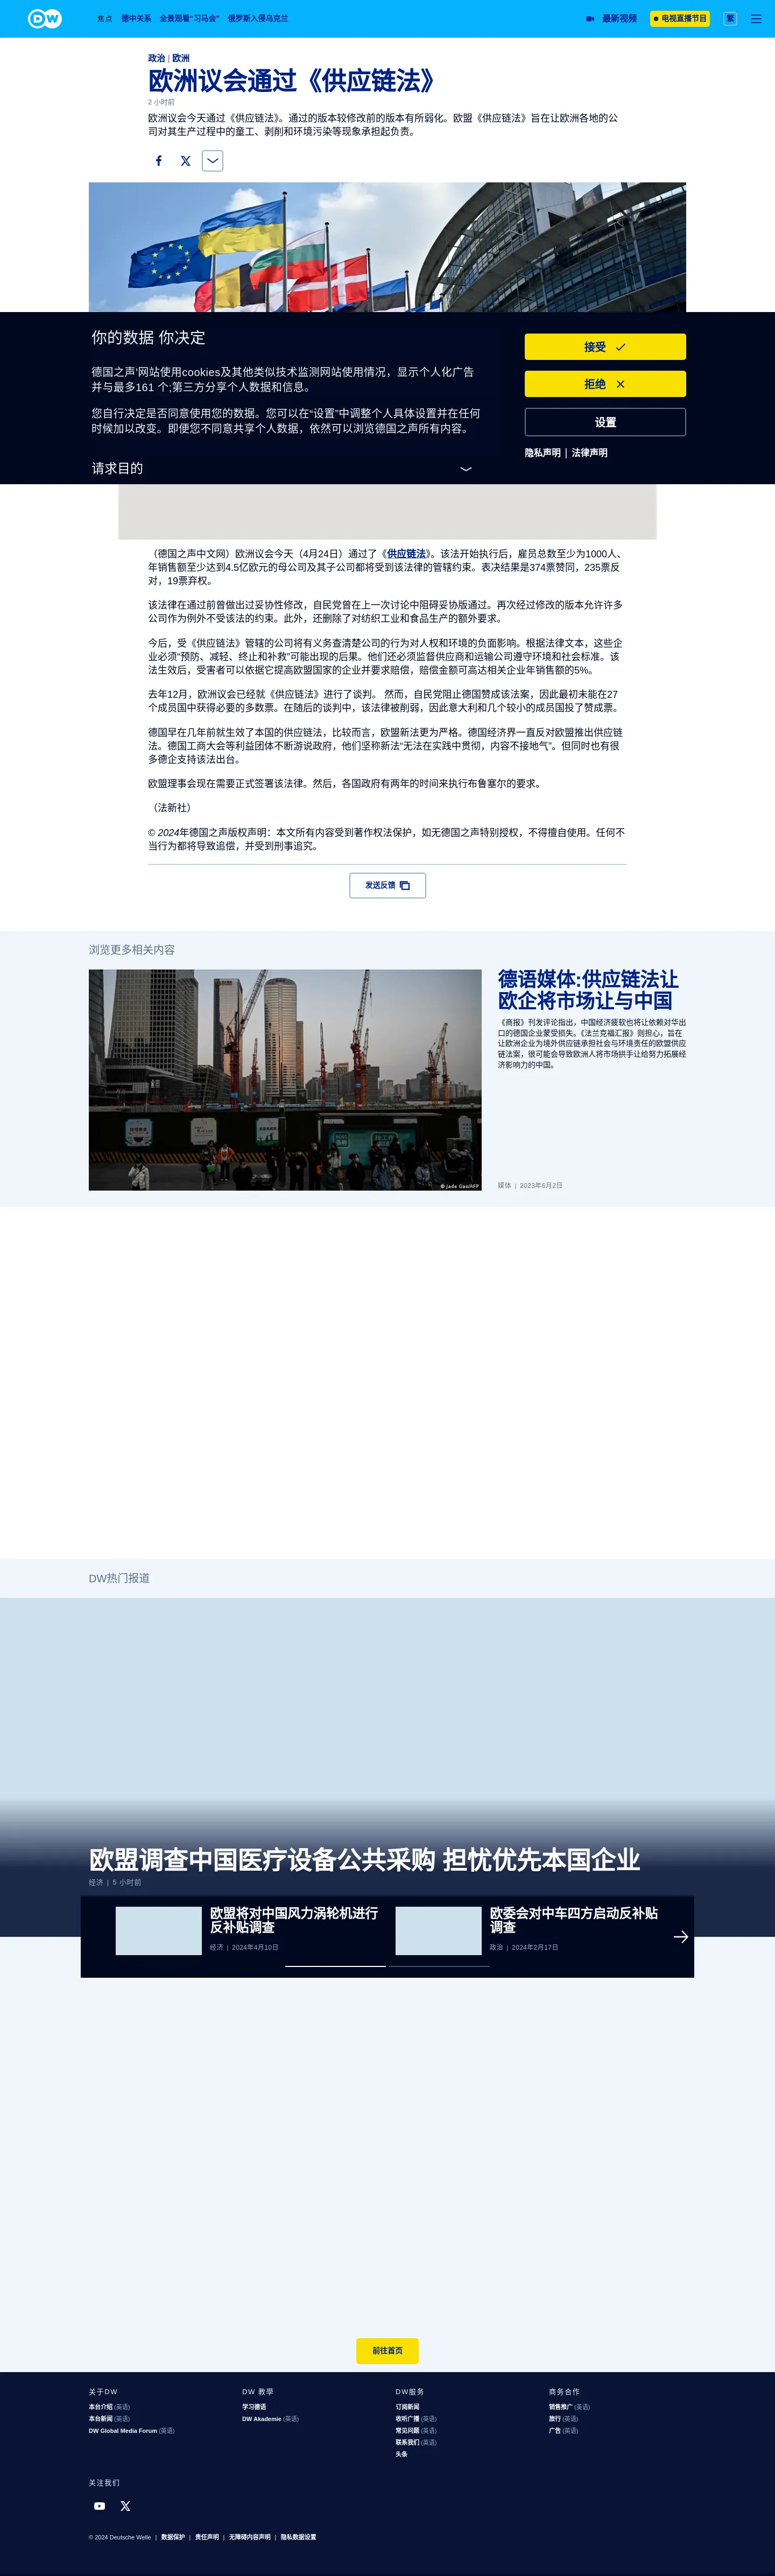 DW
焦点 德中关系 全景观看“习马会” 俄罗斯入侵乌克兰 最新视频 电视直播节目 繁
政治 | 欧洲
欧洲议会通过《供应链法》
2 小时前
欧洲议会今天通过《供应链法》。通过的版本较修改前的版本有所弱化。欧盟《供应链法》旨在让欧洲各地的公
司对其生产过程中的童工、剥削和环境污染等现象承担起负责。
你的数据 你决定
德国之声'网站使用cookies及其他类似技术监测网站使用情况，显示个人化广告
并与最多161 个;第三方分享个人数据和信息。
您自行决定是否同意使用您的数据。您可以在“设置”中调整个人具体设置并在任何
时候加以改变。即便您不同意共享个人数据，依然可以浏览德国之声所有内容。
请求目的
接受
拒绝
设置
隐私声明 | 法律声明
（德国之声中文网）欧洲议会今天（4月24日）通过了《供应链法》。该法开始执行后，雇员总数至少为1000人、
年销售额至少达到4.5亿欧元的母公司及其子公司都将受到该法律的管辖约束。表决结果是374票赞同，235票反
对，19票弃权。
该法律在通过前曾做出过妥协性修改，自民党曾在上一次讨论中阻碍妥协版通过。再次经过修改的版本允许许多
公司作为例外不受该法的约束。此外，还删除了对纺织工业和食品生产的额外要求。
今后，受《供应链法》管辖的公司将有义务查清楚公司的行为对人权和环境的负面影响。根据法律文本，这些企
业必须“预防、减轻、终止和补救”可能出现的后果。他们还必须监督供应商和运输公司遵守环境和社会标准。该
法生效后，受害者可以依据它提高欧盟国家的企业并要求赔偿，赔偿金额可高达相关企业年销售额的5%。
去年12月，欧洲议会已经就《供应链法》进行了谈判。 然而，自民党阻止德国赞成该法案，因此最初未能在27
个成员国中获得必要的多数票。在随后的谈判中，该法律被削弱，因此意大利和几个较小的成员国投了赞成票。
德国早在几年前就生效了本国的供应链法，比较而言，欧盟新法更为严格。德国经济界一直反对欧盟推出供应链
法。德国工商大会等利益团体不断游说政府，他们坚称新法“无法在实践中贯彻，内容不接地气”。但同时也有很
多德企支持该法出台。
欧盟理事会现在需要正式签署该法律。然后，各国政府有两年的时间来执行布鲁塞尔的要求。
（法新社）
© 2024年德国之声版权声明：本文所有内容受到著作权法保护，如无德国之声特别授权，不得擅自使用。任何不
当行为都将导致追偿，并受到刑事追究。
发送反馈
浏览更多相关内容
© Jade Gao/AFP
德语媒体:供应链法让
欧企将市场让与中国
《商报》刊发评论指出，中国经济疲软也将让依赖对华出
口的德国企业蒙受损失。《法兰克福汇报》则担心，旨在
让欧洲企业为境外供应链承担社会与环境责任的欧盟供应
链法案，很可能会导致欧洲人将市场拱手让给努力拓展经
济影响力的中国。
媒体 | 2023年6月2日
DW热门报道
欧盟调查中国医疗设备公共采购 担忧优先本国企业
经济 | 5 小时前
欧盟将对中国风力涡轮机进行
反补贴调查
经济 | 2024年4月10日
欧委会对中车四方启动反补贴
调查
政治 | 2024年2月17日
前往首页
关于DW
本台介绍 (英语)
本台新闻 (英语)
DW Global Media Forum (英语)
DW 教學
学习德语
DW Akademie (英语)
DW服务
订阅新闻
收听广播 (英语)
常见问题 (英语)
联系我们 (英语)
头条
商务合作
销售推广 (英语)
旅行 (英语)
广告 (英语)
关注我们
© 2024 Deutsche Welle | 数据保护 | 责任声明 | 无障碍内容声明 | 隐私数据设置